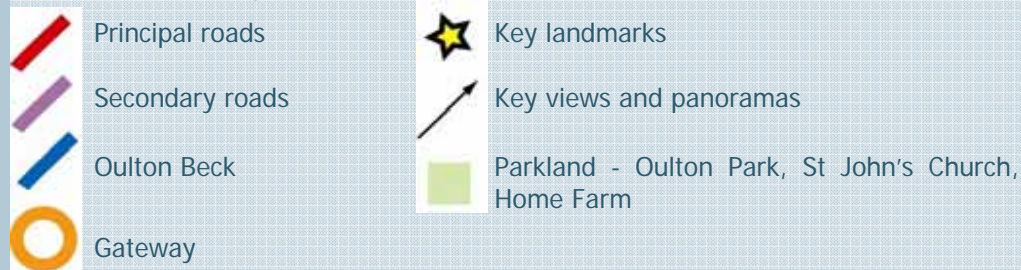 Principal roads
Secondary roads
Oulton Beck
Gateway
Key landmarks
Key views and panoramas
Parkland - Oulton Park, St John's Church,
Home Farm